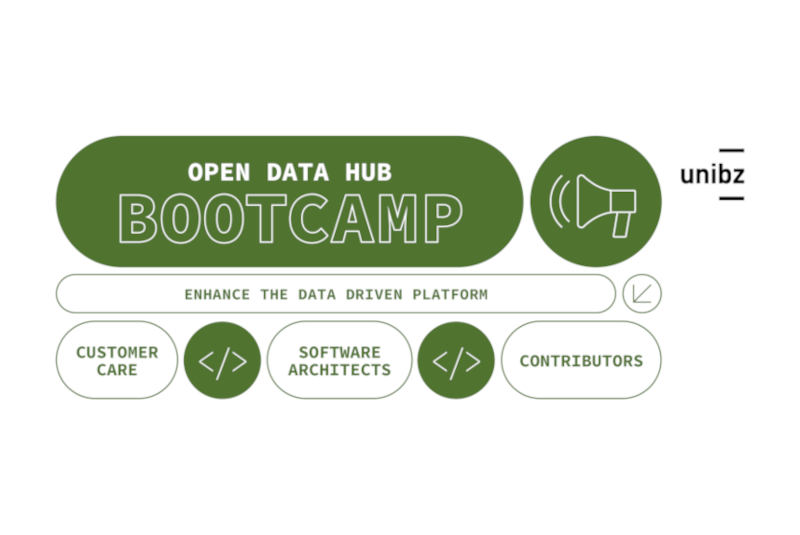 OPEN DATA HUB
BOOTCAMP
unibz
ENHANCE THE DATA DRIVEN PLATFORM
CUSTOMER
CARE
</>
SOFTWARE
ARCHITECTS
</>
CONTRIBUTORS